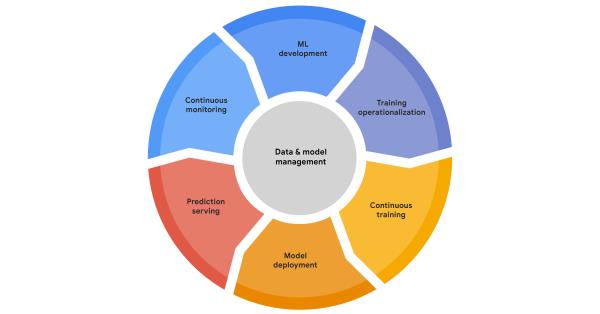 ML
development
Training
operationalization
Continuous
training
Model
deployment
Prediction
serving
Continuous
monitoring
Data & model
management